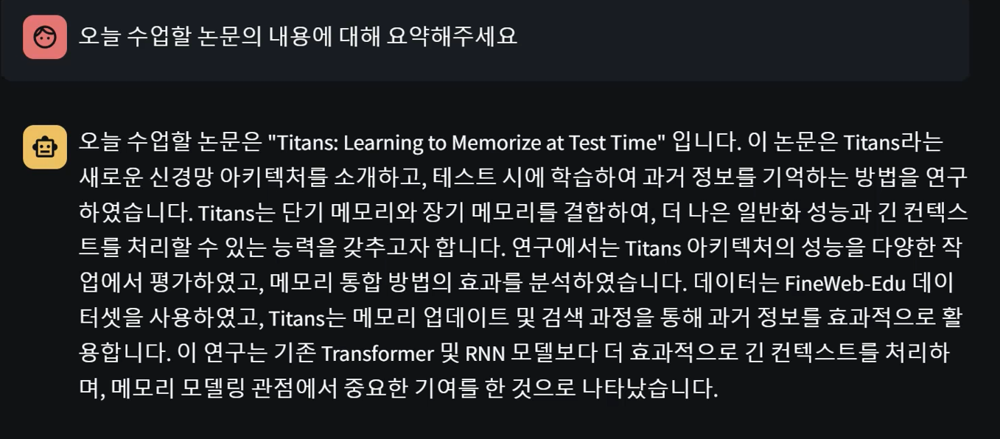 오늘 수업할 논문의 내용에 대해 요약해주세요
오늘 수업할 논문은 "Titans: Learning to Memorize at Test Time" 입니다. 이 논문은 Titans라는
새로운 신경망 아키텍처를 소개하고, 테스트 시에 학습하여 과거 정보를 기억하는 방법을 연구
하였습니다. Titans는 단기 메모리와 장기 메모리를 결합하여, 더 나은 일반화 성능과 긴 컨텍스
트를 처리할 수 있는 능력을 갖추고자 합니다. 연구에서는 Titans 아키텍처의 성능을 다양한 작
업에서 평가하였고, 메모리 통합 방법의 효과를 분석하였습니다. 데이터는 FineWeb-Edu 데이
터셋을 사용하였고, Titans는 메모리 업데이트 및 검색 과정을 통해 과거 정보를 효과적으로 활
용합니다. 이 연구는 기존 Transformer 및 RNN 모델보다 더 효과적으로 긴 컨텍스트를 처리하
며, 메모리 모델링 관점에서 중요한 기여를 한 것으로 나타났습니다.